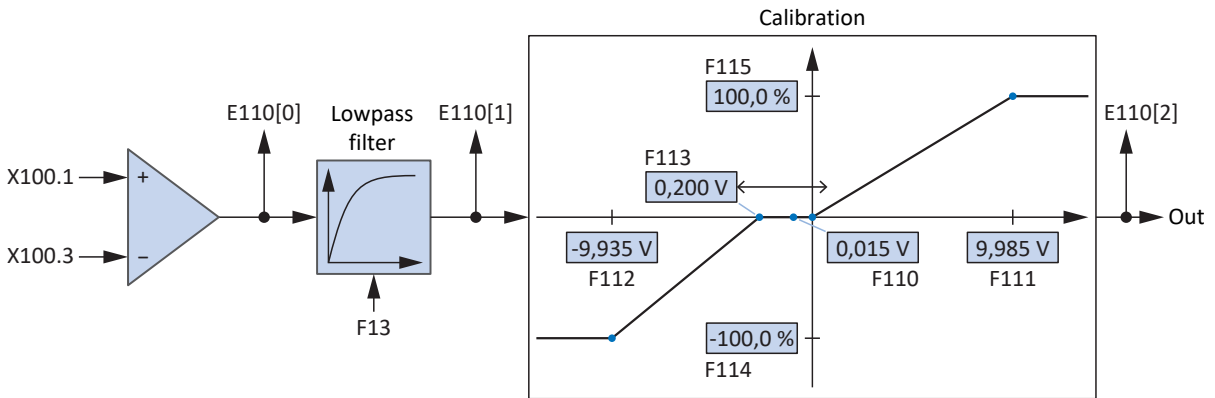 Calibration
F115
100,0 %
E110[0]
Lowpass
filter
E110[1]
E110[2]
X100.1
+
F113
0,200 V
Out
X100.3
−
-9,935 V
F112
0,015 V
F110
9,985 V
F111
F13
-100,0 %
F114